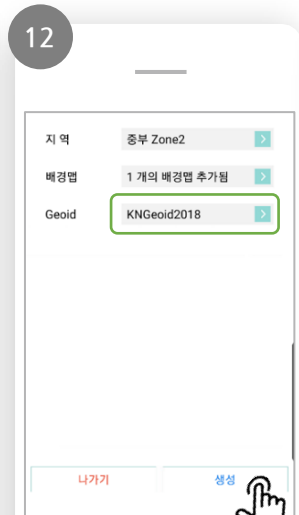 12
지 역 중부 Zone2
배경맵 1 개의 배경맵 추가됨
Geoid KNGeoid2018
나가기 생성